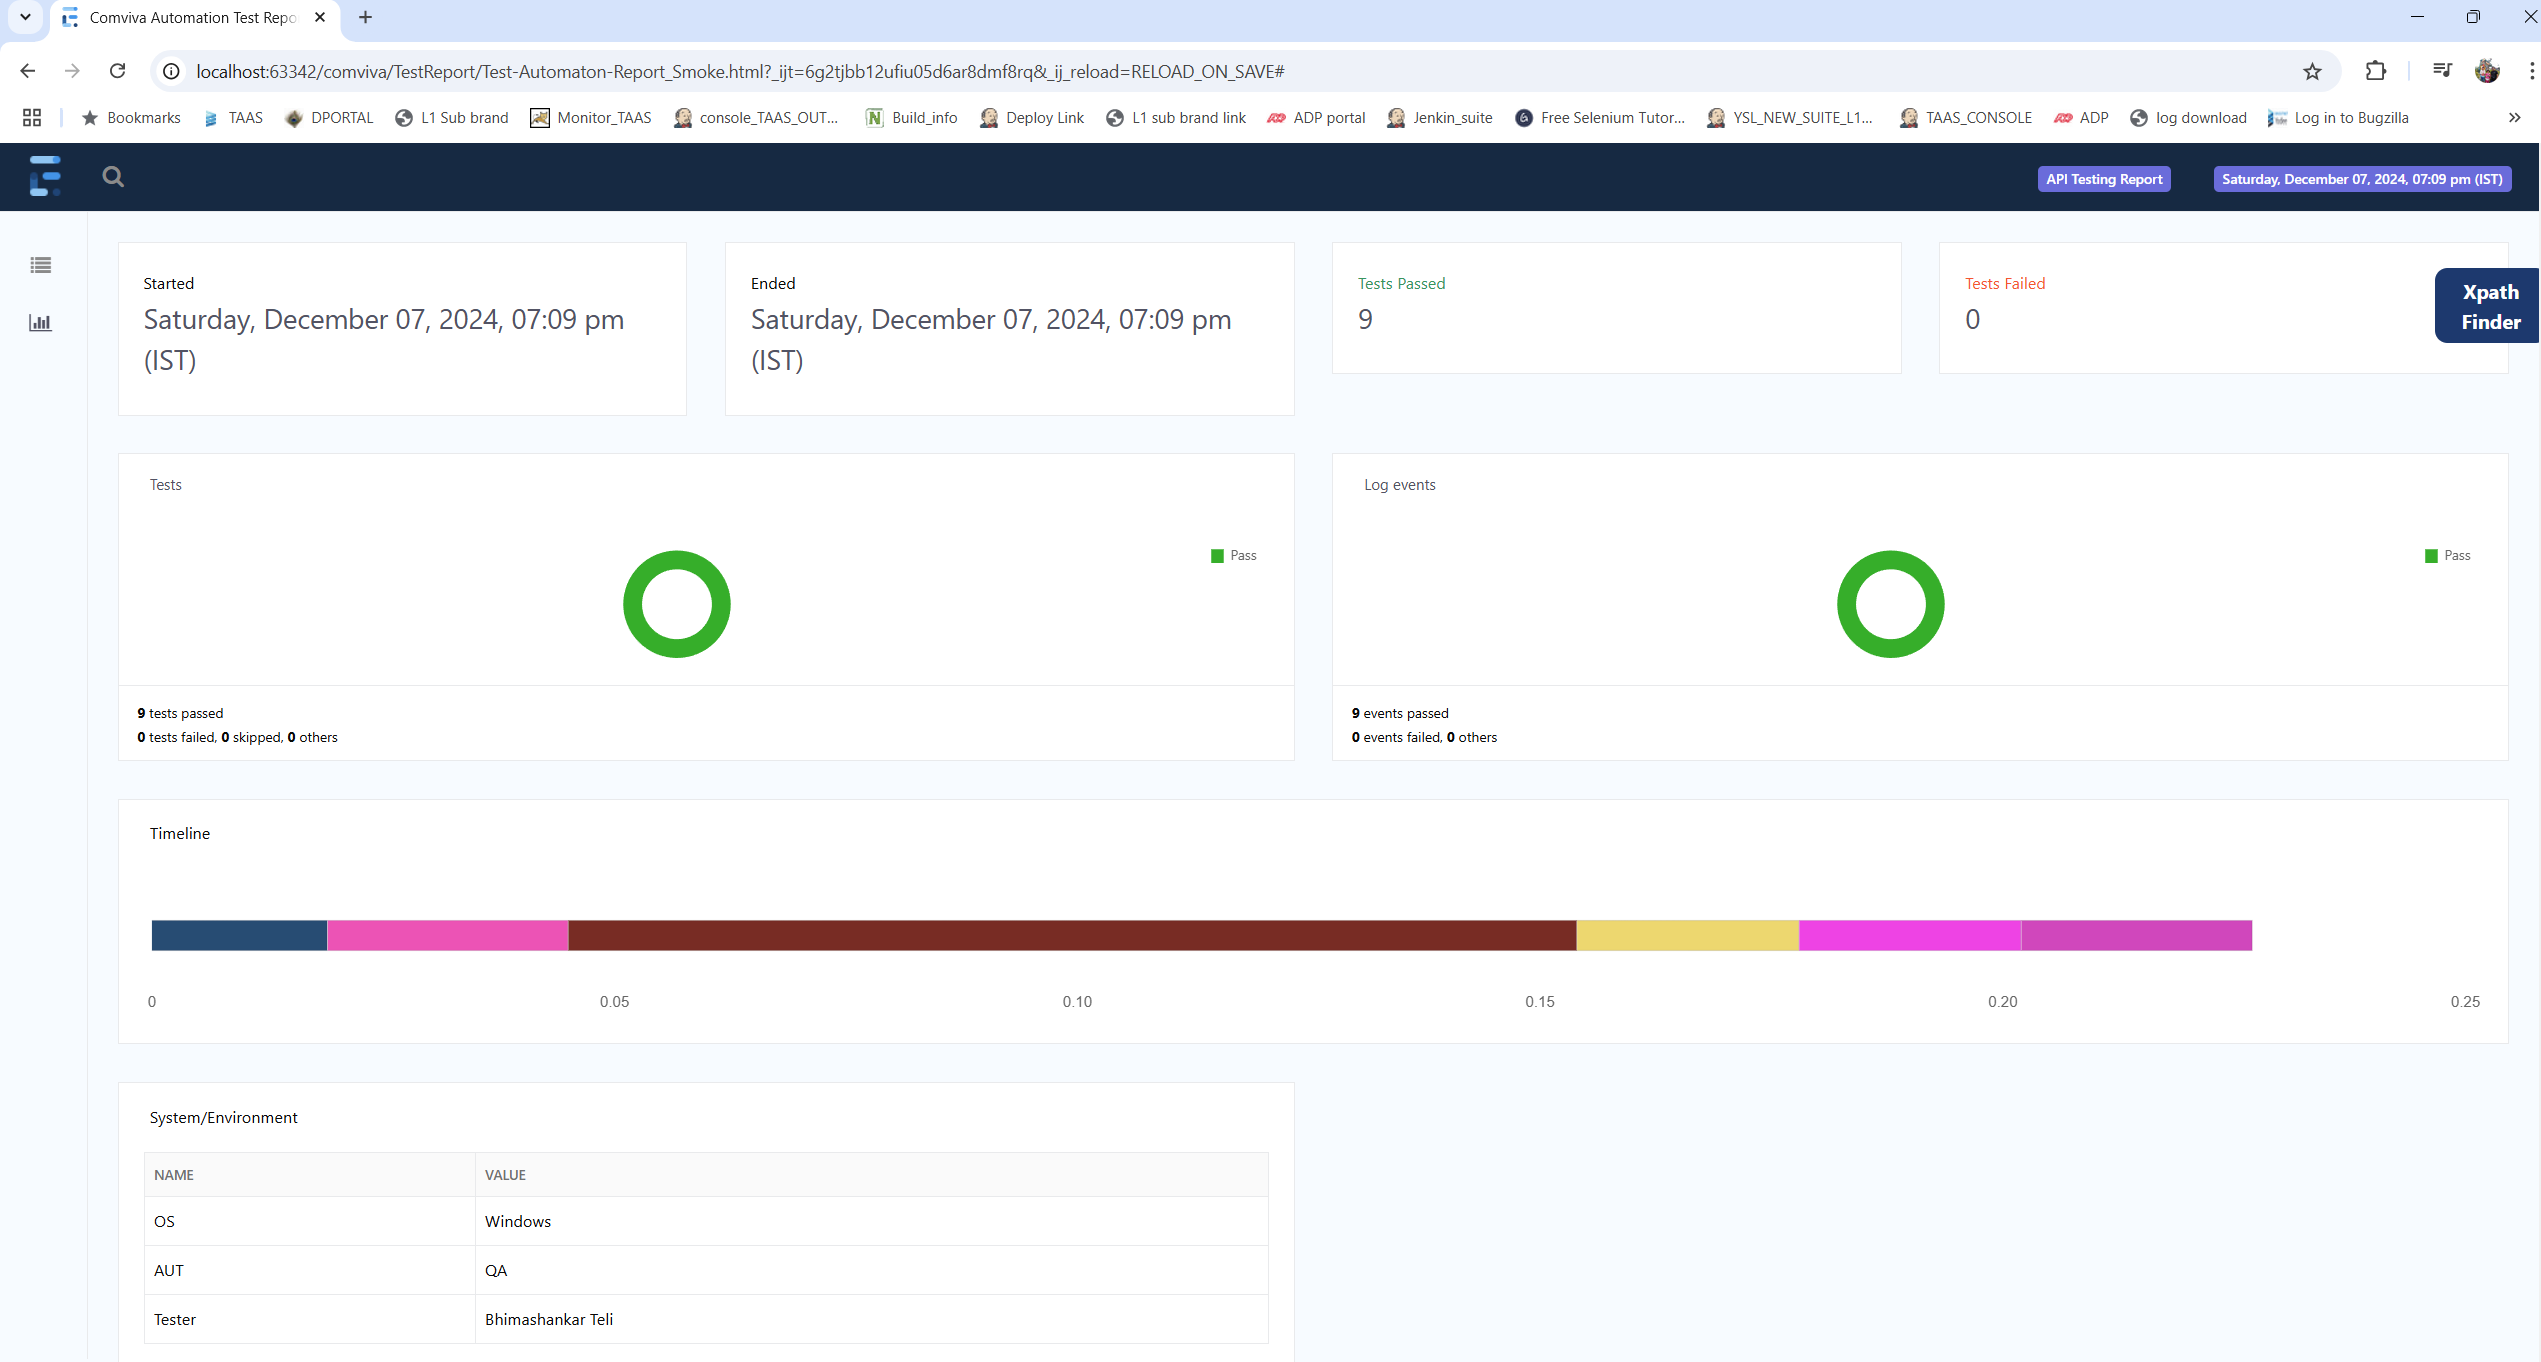 Comviva Automation Test Repo
localhost:63342/comviva/TestReport/Test-Automaton-Report_Smoke.html?_ijt=6g2tjbb12ufiu05d6ar8dmf8rq&_ij_reload=RELOAD_ON_SAVE#
Bookmarks TAAS DPORTAL L1 Sub brand Monitor_TAAS console_TAAS_OUT... Build_info Deploy Link L1 sub brand link ADP portal Jenkin_suite Free Selenium Tutor... YSL_NEW_SUITE_L1... TAAS_CONSOLE ADP log download Log in to Bugzilla
API Testing Report Saturday, December 07, 2024, 07:09 pm (IST)
Started
Saturday, December 07, 2024, 07:09 pm
(IST)
Ended
Saturday, December 07, 2024, 07:09 pm
(IST)
Tests Passed
9
Tests Failed
0
Xpath
Finder
Tests
Pass
9 tests passed
0 tests failed, 0 skipped, 0 others
Log events
Pass
9 events passed
0 events failed, 0 others
Timeline
0 0.05 0.10 0.15 0.20 0.25
System/Environment
NAME VALUE
OS Windows
AUT QA
Tester Bhimashankar Teli